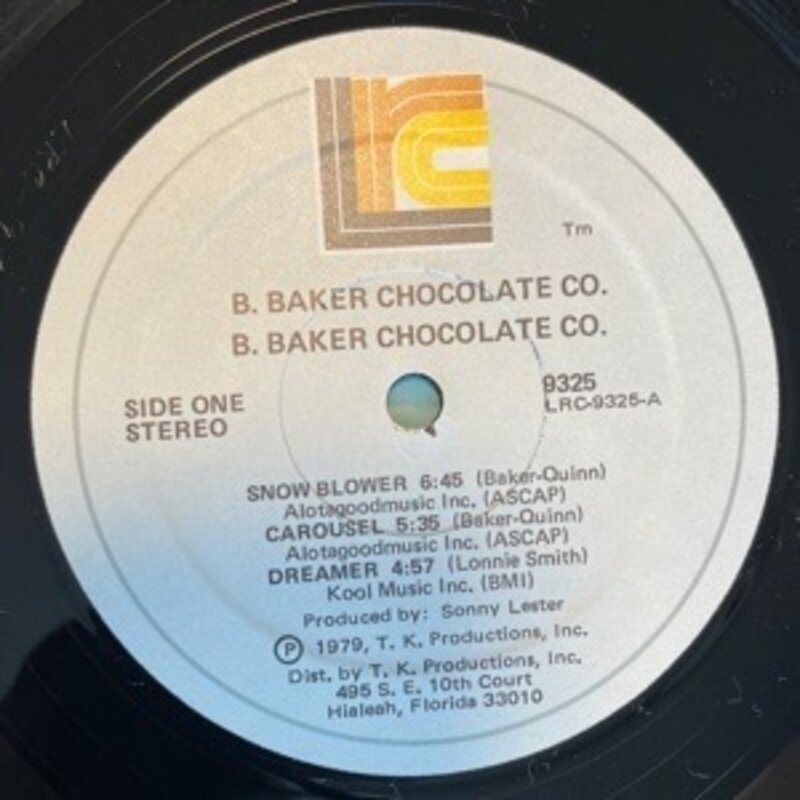 LRC
Tm
B. BAKER CHOCOLATE CO.
B. BAKER CHOCOLATE CO.
SIDE ONE
STEREO
9325
LRC-9325-A
SNOW BLOWER 6:45 (Baker-Quinn)
Alotagoodmusic Inc. (ASCAP)
CAROUSEL 5:35 (Baker-Quinn)
Alotagoodmusic Inc. (ASCAP)
DREAMER 4:57 (Lonnie Smith)
Kool Music Inc. (BMI)
Produced by: Sonny Lester
Ⓟ 1979, T. K. Productions, Inc.
Dist. by T. K. Productions, Inc.
495 S. E. 10th Court
Hialeah, Florida 33010